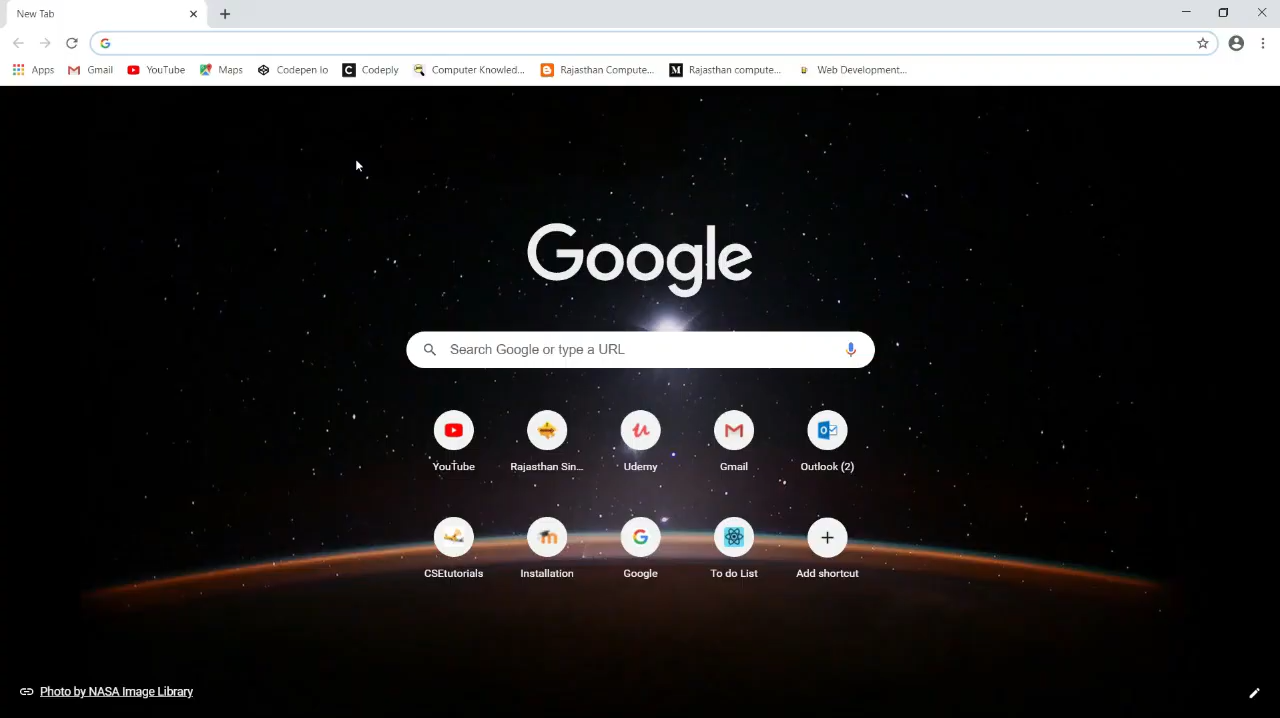 New Tab
Apps Gmail YouTube Maps Codepen Io C Codeply Computer Knowled... Rajasthan Compute... M Rajasthan compute... Web Development...
Google
Search Google or type a URL
YouTube Rajasthan Sin... Udemy Gmail Outlook (2)
CSEtutorials Installation Google To do List Add shortcut
Photo by NASA Image Library